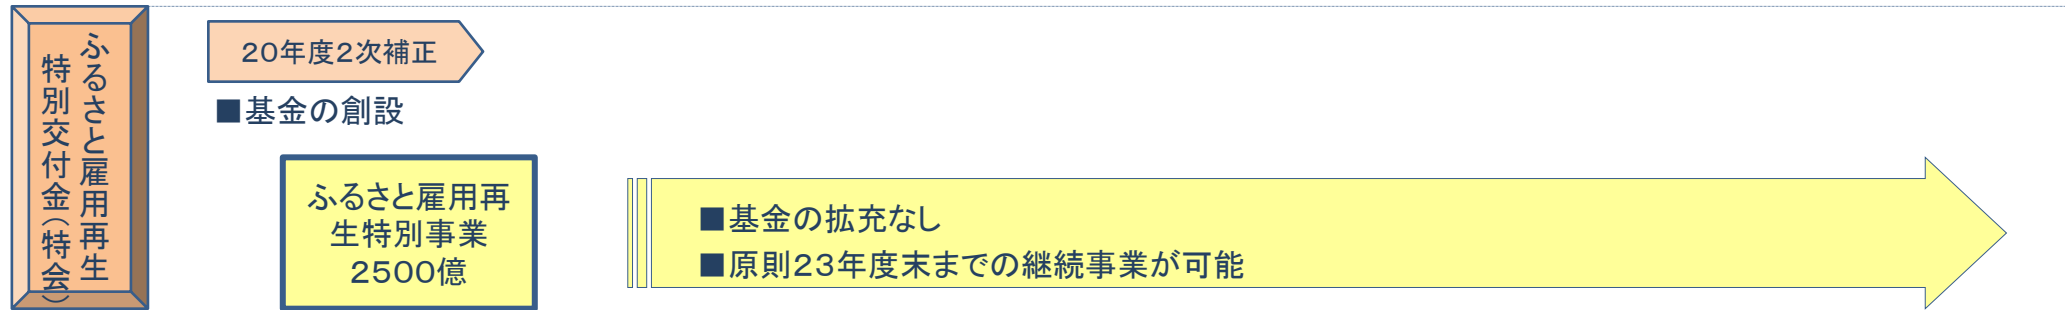 ふるさと雇用再生
特別交付金（特会）
20年度2次補正
■基金の創設
ふるさと雇用再
生特別事業
2500億
■基金の拡充なし
■原則23年度末までの継続事業が可能